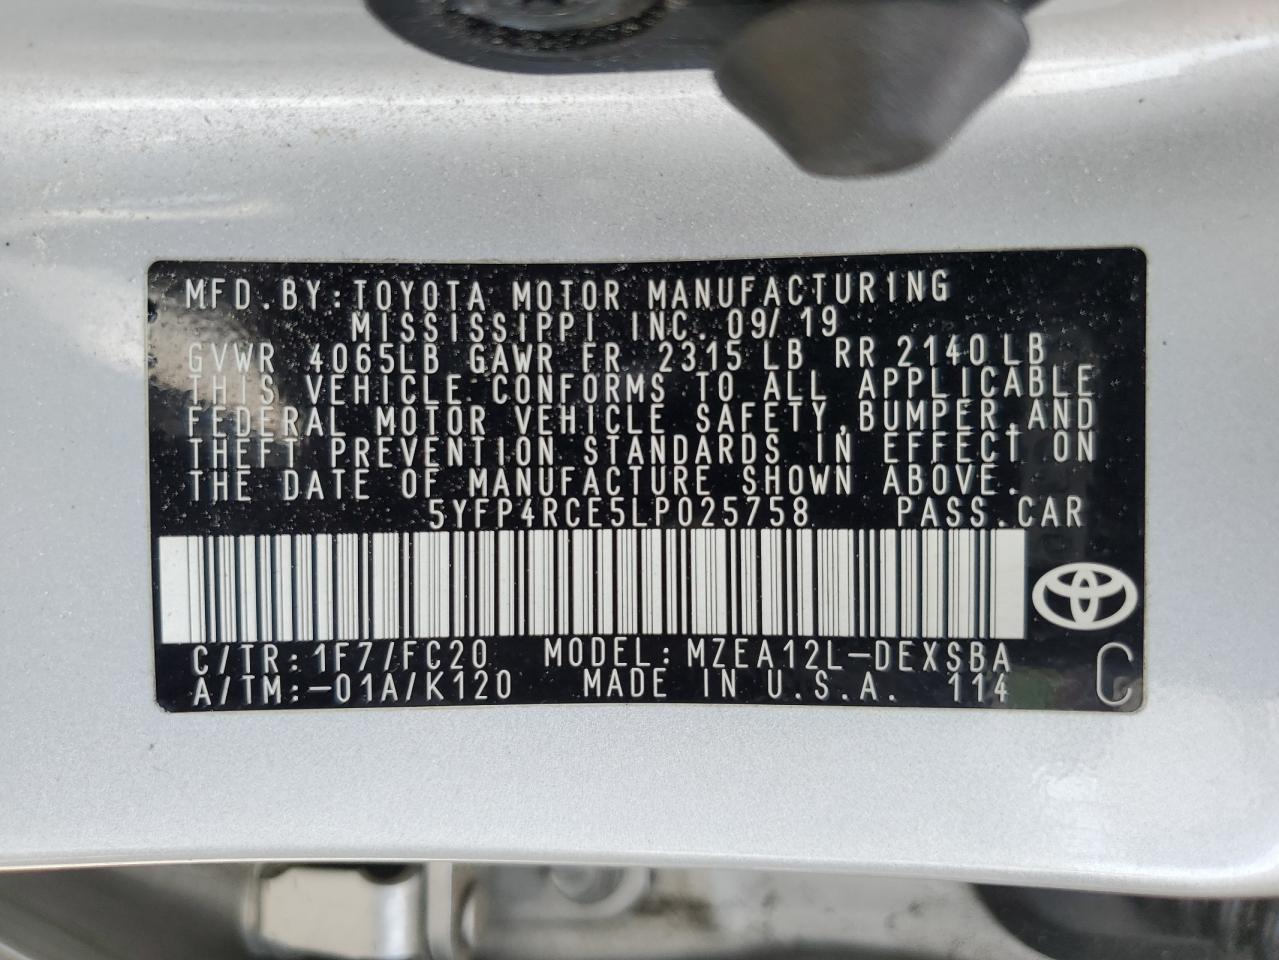 MFD.BY:TOYOTA MOTOR MANUFACTURING
MISSISSIPPI INC. 09/19
GVWR 4065LB GAWR FR 2315LB RR 2140LB
THIS VEHICLE CONFORMS TO ALL APPLICABLE
FEDERAL MOTOR VEHICLE SAFETY,BUMPER,AND
THEFT PREVENTION STANDARDS IN EFFECT ON
THE DATE OF MANUFACTURE SHOWN ABOVE.
5YFP4RCE5LP025758 PASS.CAR
C/TR:1F7/FC20 MODEL:MZEA12L-DEXSBA
A/TM:-01A/K120 MADE IN U.S.A. 114 C